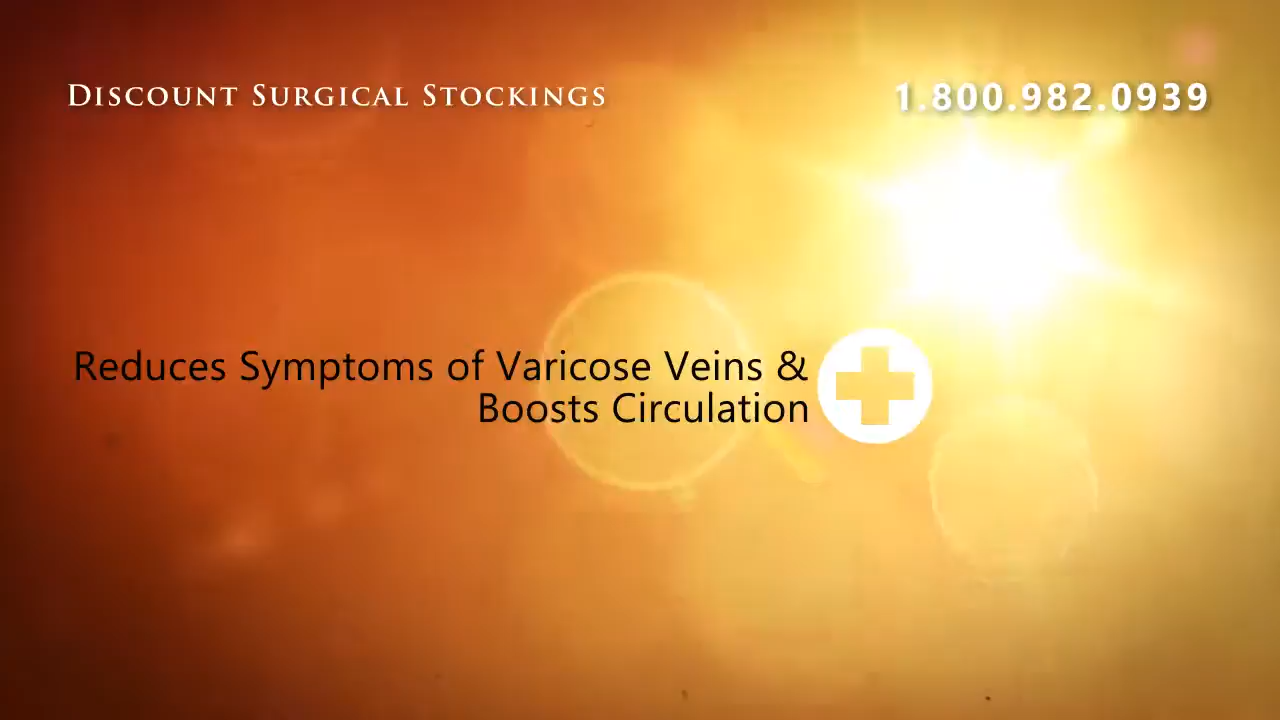 Discount Surgical Stockings
1.800.982.0939
Reduces Symptoms of Varicose Veins &
Boosts Circulation